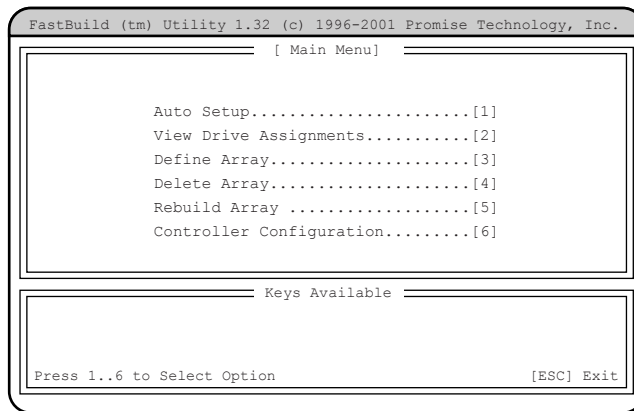 FastBuild (tm) Utility 1.32 (c) 1996-2001 Promise Technology, Inc.
[ Main Menu]
Auto Setup.......................[1]
View Drive Assignments...........[2]
Define Array.....................[3]
Delete Array.....................[4]
Rebuild Array ...................[5]
Controller Configuration.........[6]
Keys Available
Press 1..6 to Select Option [ESC] Exit